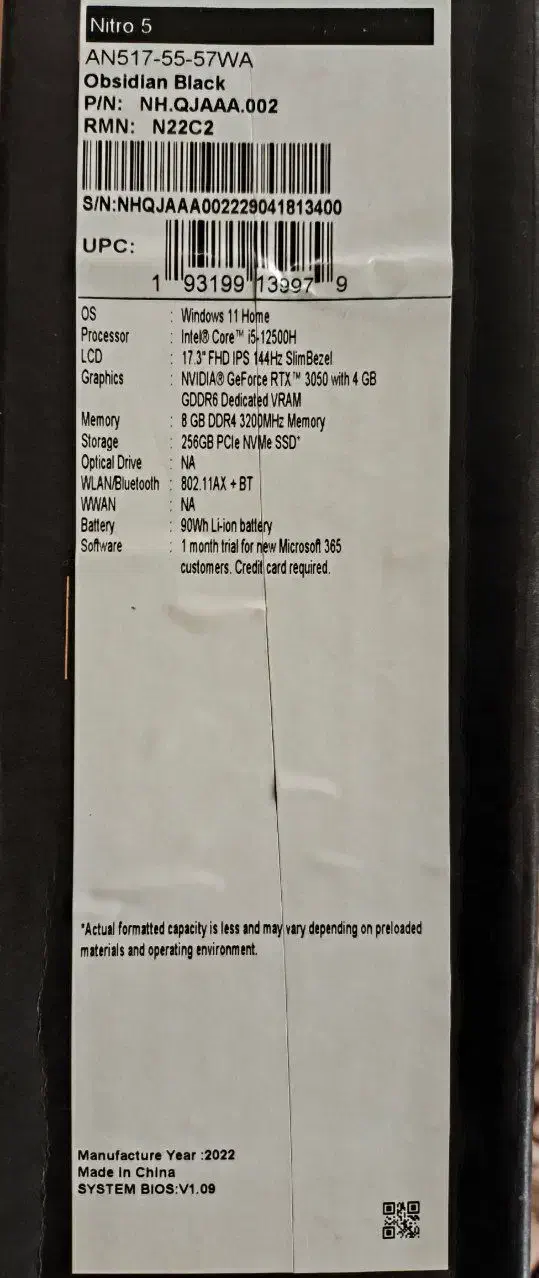 Nitro 5
AN517-55-57WA
Obsidian Black
P/N: NH.QJAAA.002
RMN: N22C2
S/N:NHQJAAA002229041813400
UPC:
1 93199 13997 9
OS : Windows 11 Home
Processor : Intel® Core™ i5-12500H
LCD : 17.3" FHD IPS 144Hz SlimBezel
Graphics : NVIDIA® GeForce RTX™ 3050 with 4 GB
GDDR6 Dedicated VRAM
Memory : 8 GB DDR4 3200MHz Memory
Storage : 256GB PCIe NVMe SSD*
Optical Drive : NA
WLAN/Bluetooth : 802.11AX + BT
WWAN : NA
Battery : 90Wh Li-ion battery
Software : 1 month trial for new Microsoft 365
customers. Credit card required.
*Actual formatted capacity is less and may vary depending on preloaded
materials and operating environment.
Manufacture Year :2022
Made in China
SYSTEM BIOS:V1.09